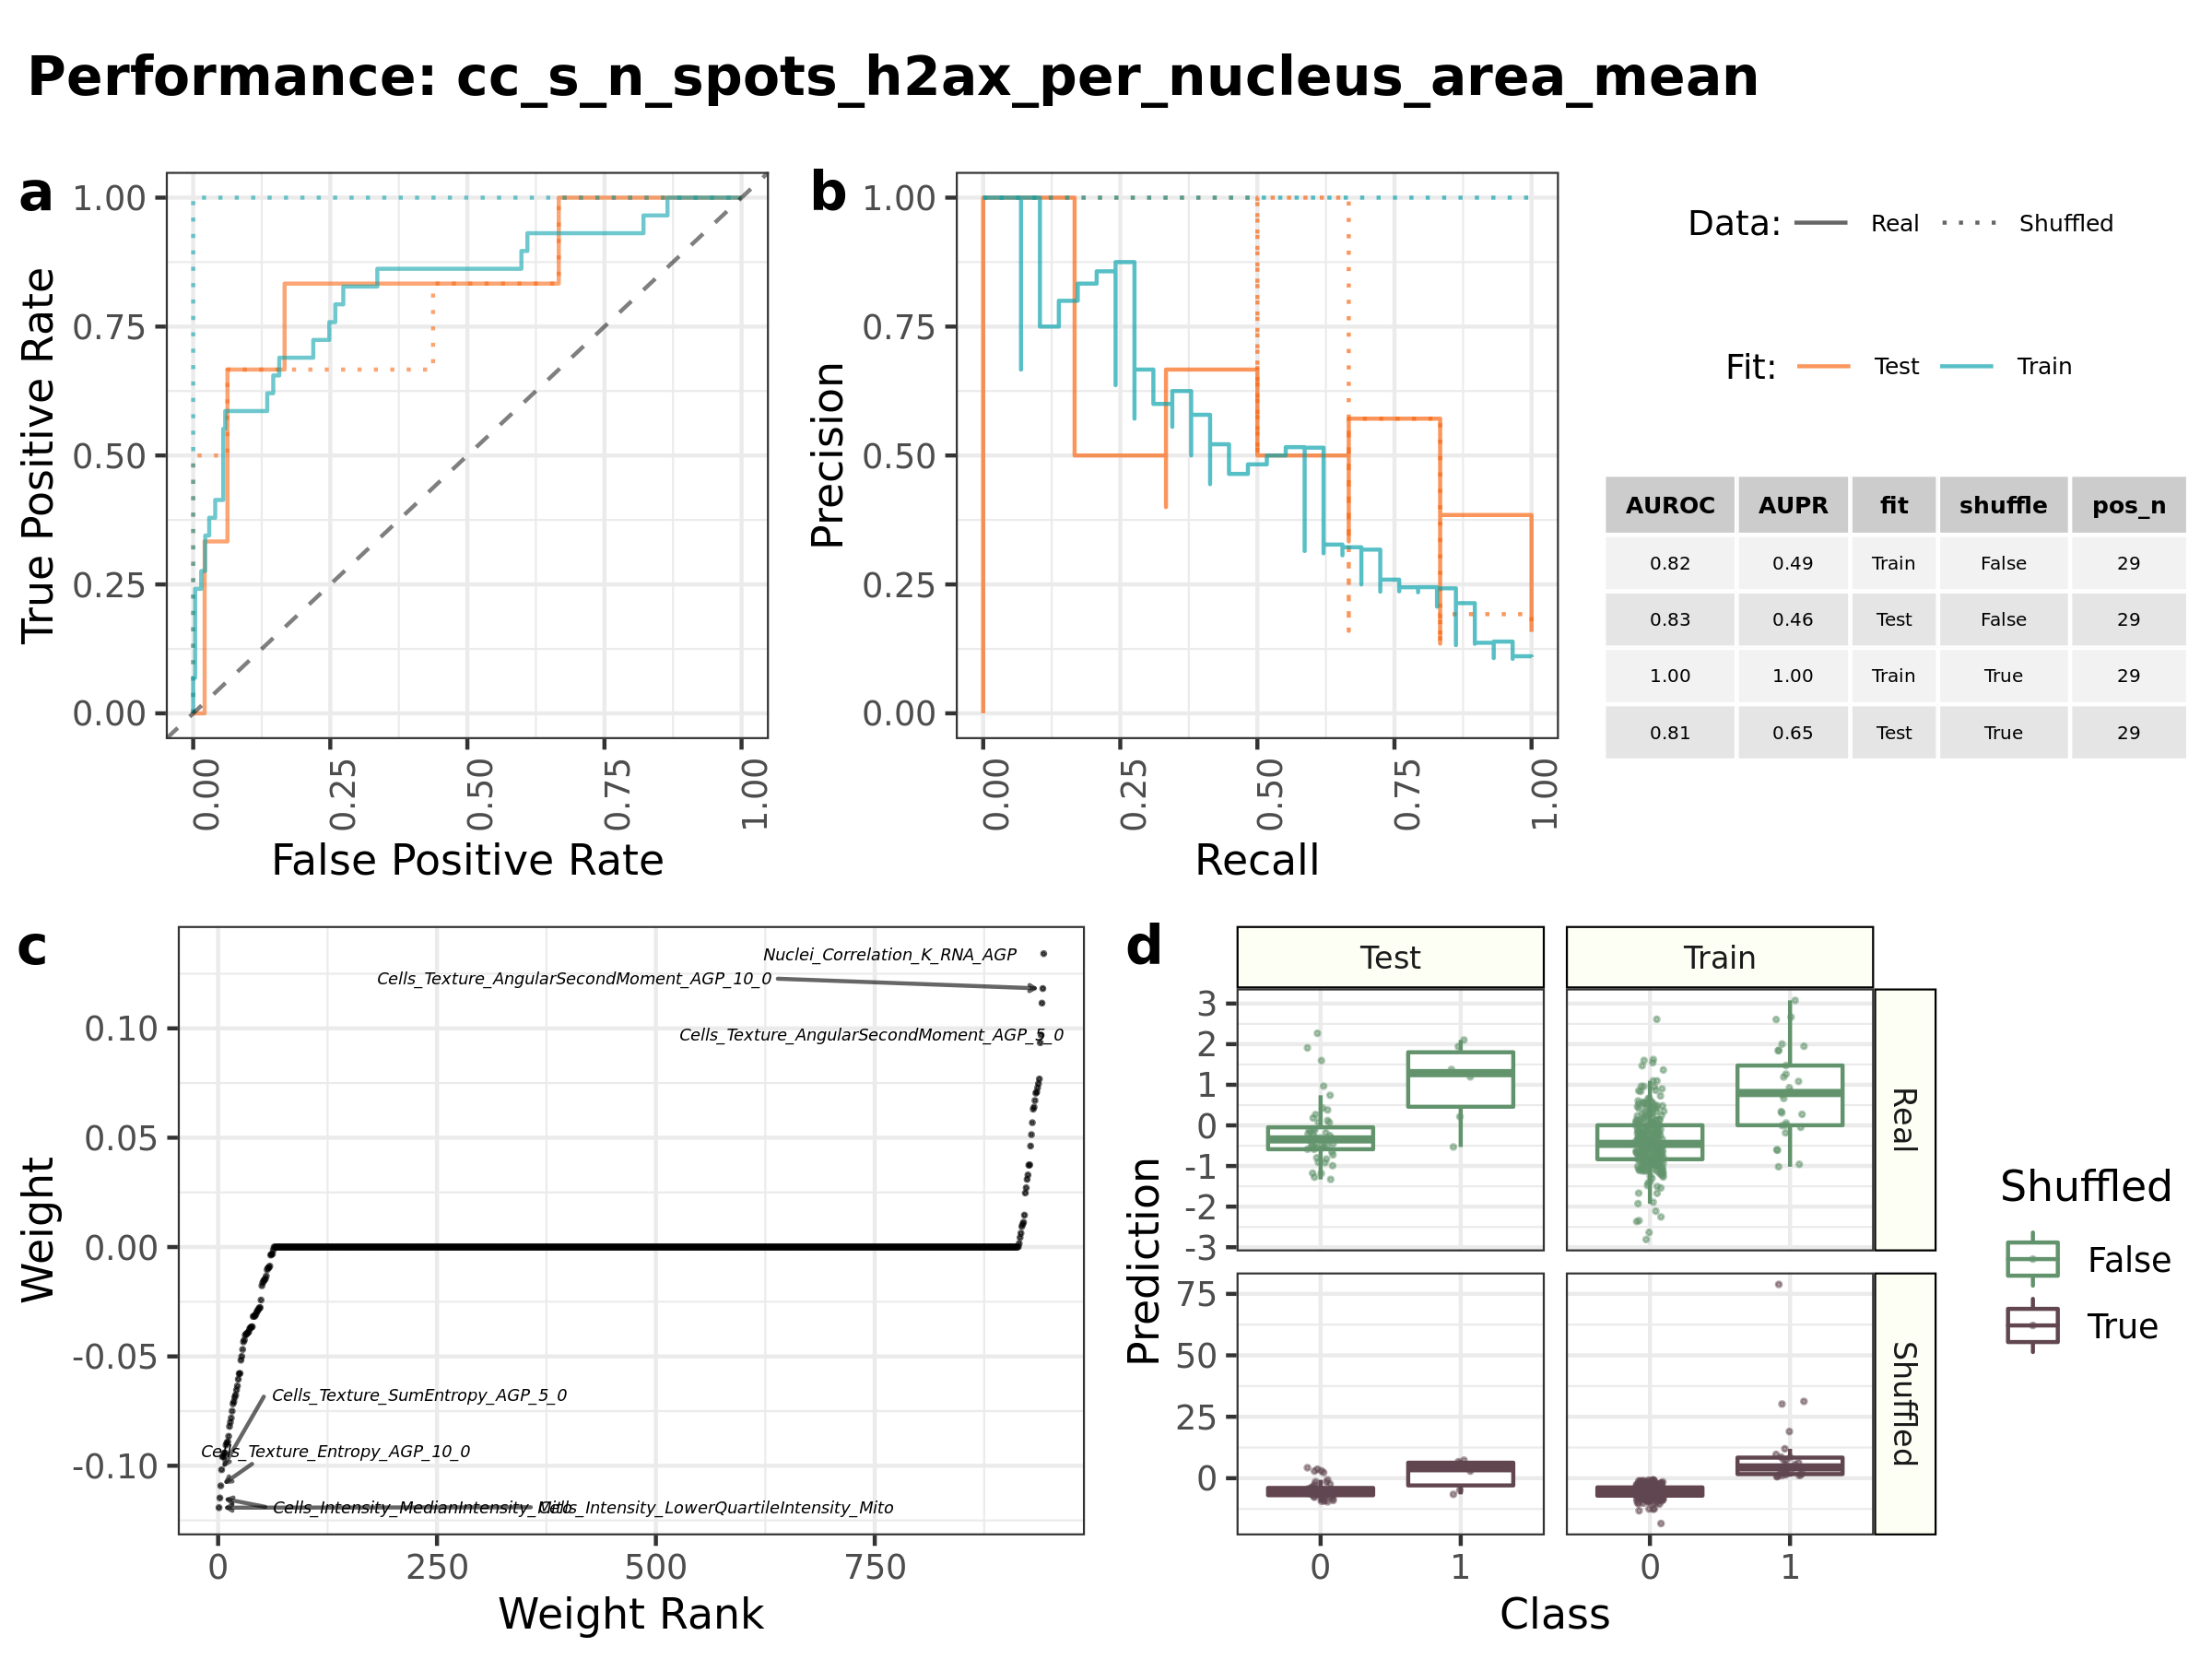 Performance: cc_s_n_spots_h2ax_per_nucleus_area_mean
a
1.00
0.75
0.50
0.25
0.00
True Positive Rate
0.00
0.25
0.50
0.75
1.00
False Positive Rate
b
1.00
0.75
0.50
0.25
0.00
Precision
0.00
0.25
0.50
0.75
1.00
Recall
Data: Real Shuffled
Fit: Test Train
AUROC AUPR fit shuffle pos_n
0.82 0.49 Train False 29
0.83 0.46 Test False 29
1.00 1.00 Train True 29
0.81 0.65 Test True 29
c
0.10
0.05
0.00
-0.05
-0.10
Weight
Nuclei_Correlation_K_RNA_AGP
Cells_Texture_AngularSecondMoment_AGP_10_0
Cells_Texture_AngularSecondMoment_AGP_5_0
Cells_Texture_SumEntropy_AGP_5_0
Cells_Texture_Entropy_AGP_10_0
Cells_Intensity_MedianIntensity_Mito
Cells_Intensity_LowerQuartileIntensity_Mito
0
250
500
750
Weight Rank
d
Test
Train
3
2
1
0
-1
-2
-3
Real
75
50
25
0
Shuffled
Prediction
0
1
0
1
Class
Shuffled
False
True